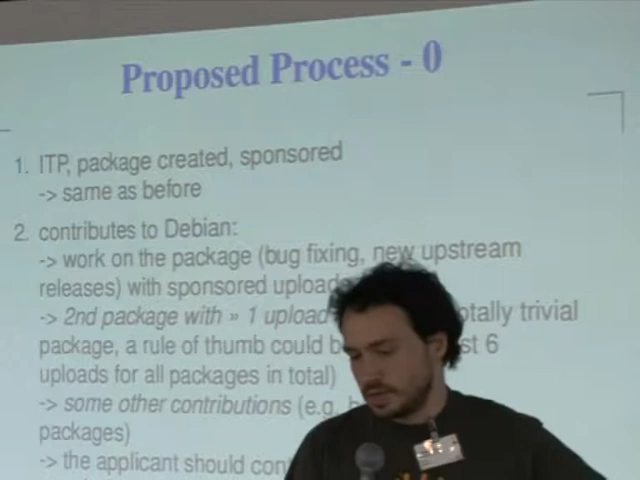 Proposed Process - 0
1. ITP, package created, sponsored
-> same as before
2. contributes to Debian:
-> work on the package (bug fixing, new upstream
releases) with sponsored upload
-> 2nd package with » 1 upload otally trivial
package, a rule of thumb could b st 6
uploads for all packages in total)
-> some other contributions (e.g.
packages)
-> the applicant should con